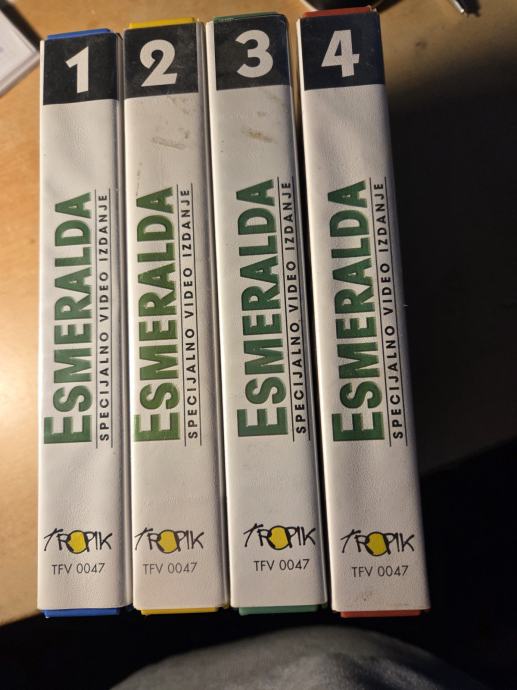 1
ESMERALDA
SPECIJALNO VIDEO IZDANJE
TROPIK
TFV 0047
2
ESMERALDA
SPECIJALNO VIDEO IZDANJE
TROPIK
TFV 0047
3
ESMERALDA
SPECIJALNO VIDEO IZDANJE
TROPIK
TFV 0047
4
ESMERALDA
SPECIJALNO VIDEO IZDANJE
TROPIK
TFV 0047